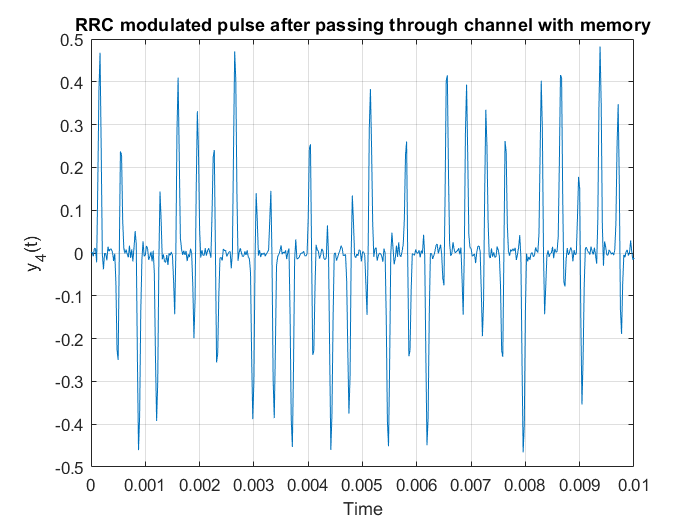 RRC modulated pulse after passing through channel with memory
0.5
0.4
0.3
0.2
0.1
0
-0.1
-0.2
-0.3
-0.4
-0.5
y4(t)
0 0.001 0.002 0.003 0.004 0.005 0.006 0.007 0.008 0.009 0.01
Time